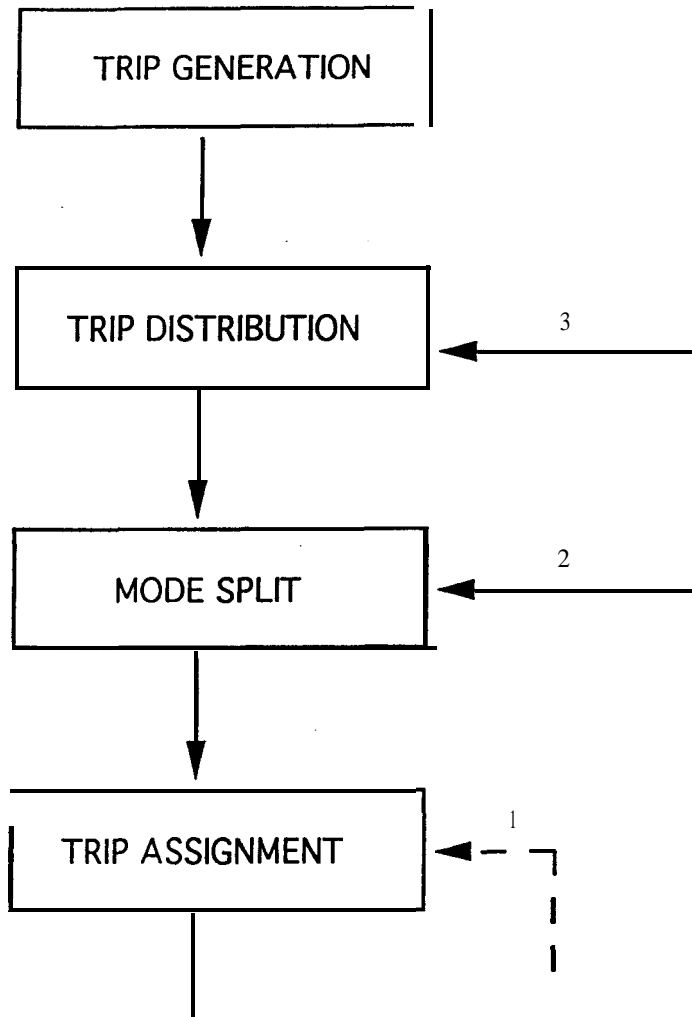 TRIP GENERATION
TRIP DISTRIBUTION
3
MODE SPLIT
2
TRIP ASSIGNMENT
1